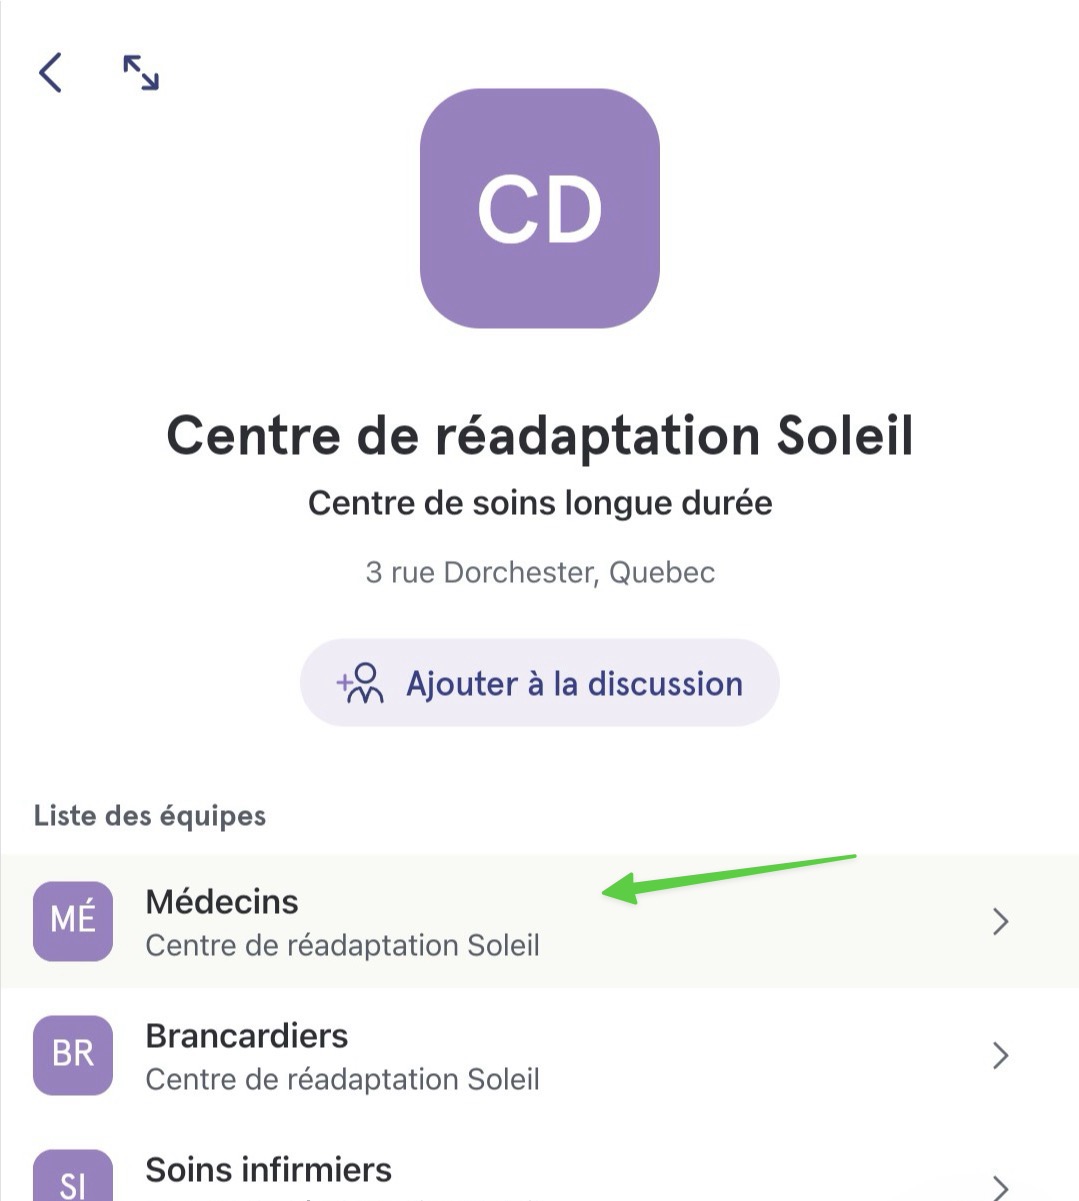 CD
Centre de réadaptation Soleil
Centre de soins longue durée
3 rue Dorchester, Quebec
Ajouter à la discussion
Liste des équipes
MÉ
Médecins
Centre de réadaptation Soleil
BR
Brancardiers
Centre de réadaptation Soleil
SI
Soins infirmiers